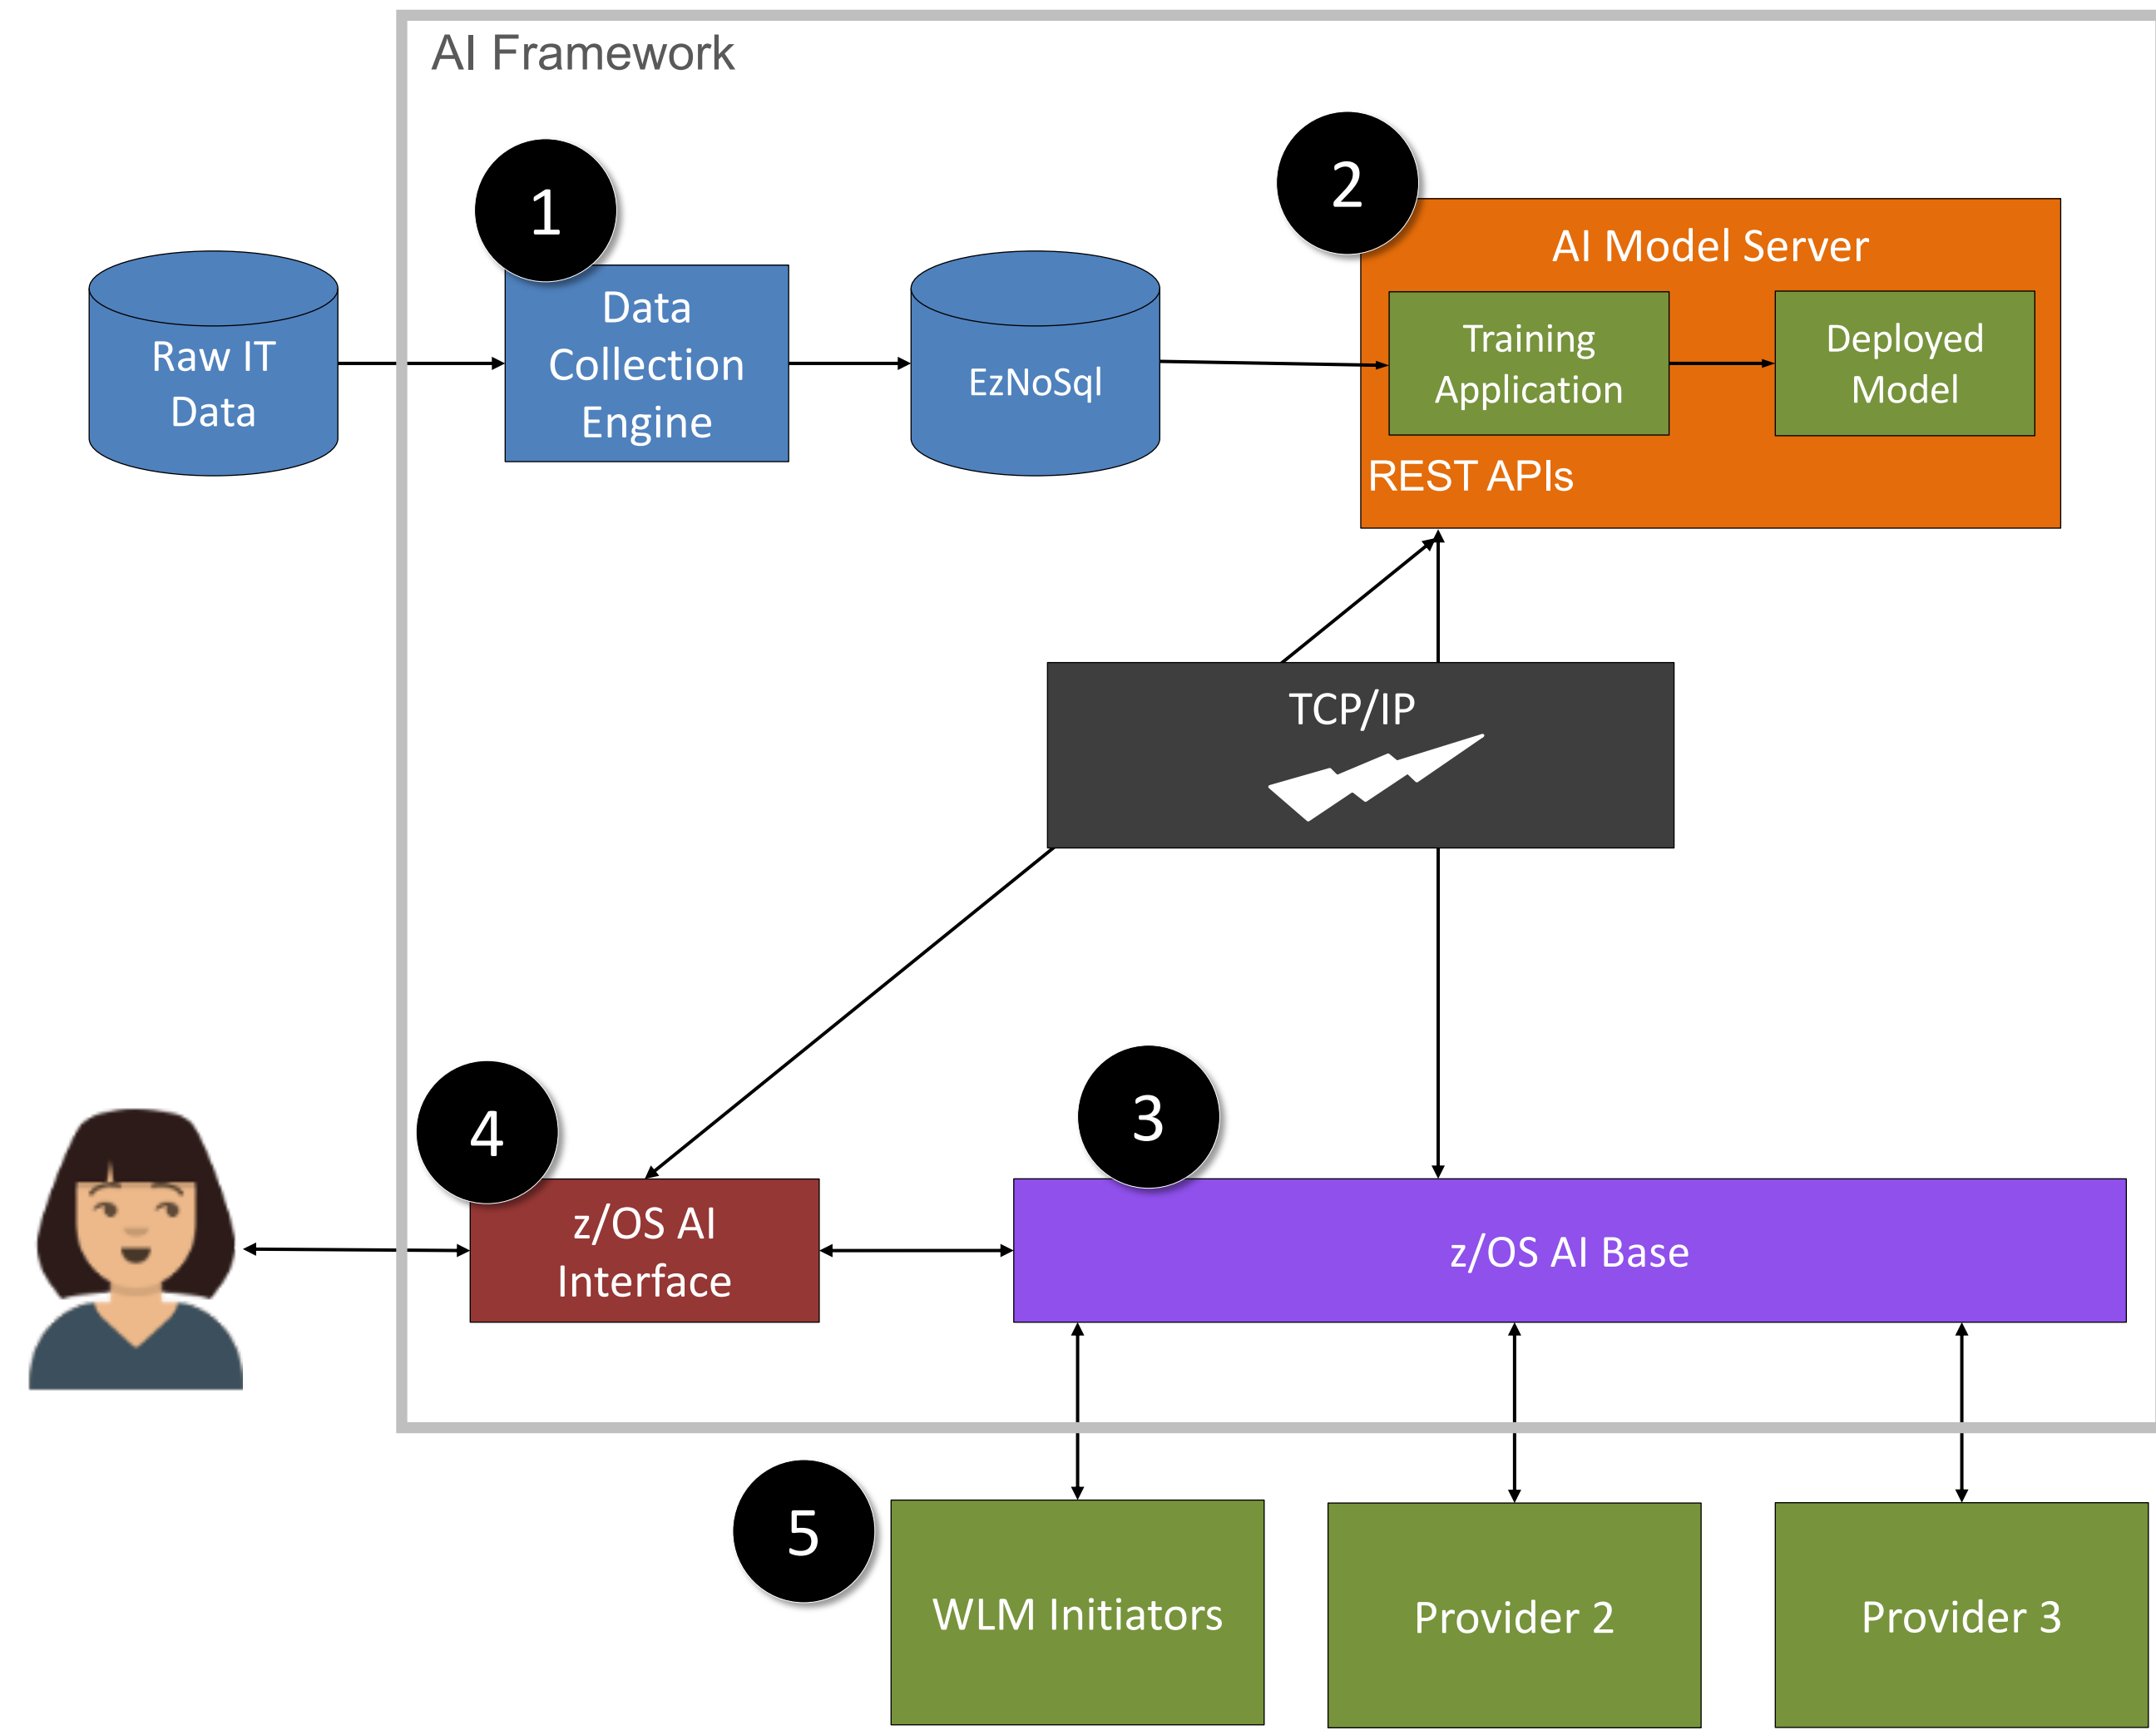 AI Framework
1
2
AI Model Server
Raw IT
Data
Data
Collection
Engine
EzNoSql
Training
Application
Deployed
Model
REST APIs
TCP/IP
4
3
z/OS AI
Interface
z/OS AI Base
5
WLM Initiators
Provider 2
Provider 3